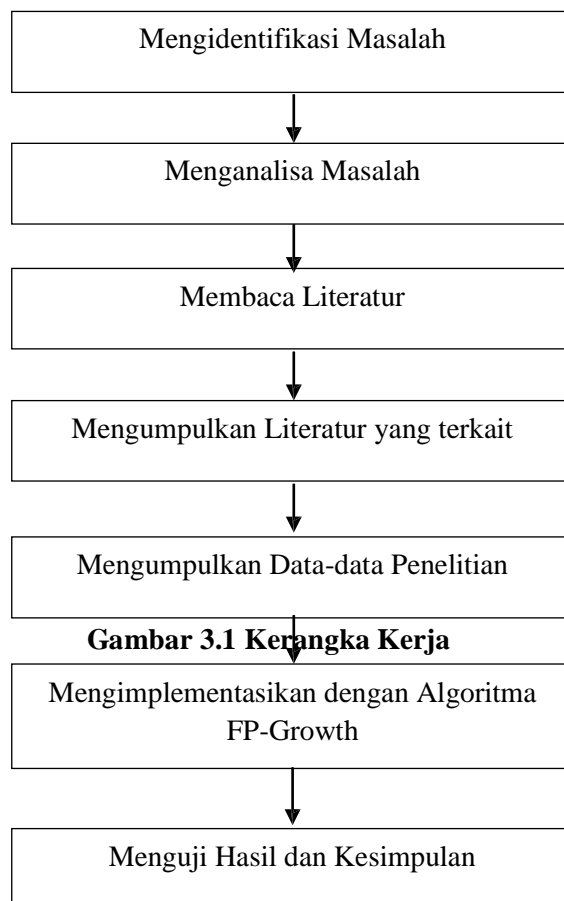 Mengidentifikasi Masalah
Menganalisa Masalah
Membaca Literatur
Mengumpulkan Literatur yang terkait
Mengumpulkan Data-data Penelitian
Gambar 3.1 Kerangka Kerja
Mengimplementasikan dengan Algoritma
FP-Growth
Menguji Hasil dan Kesimpulan